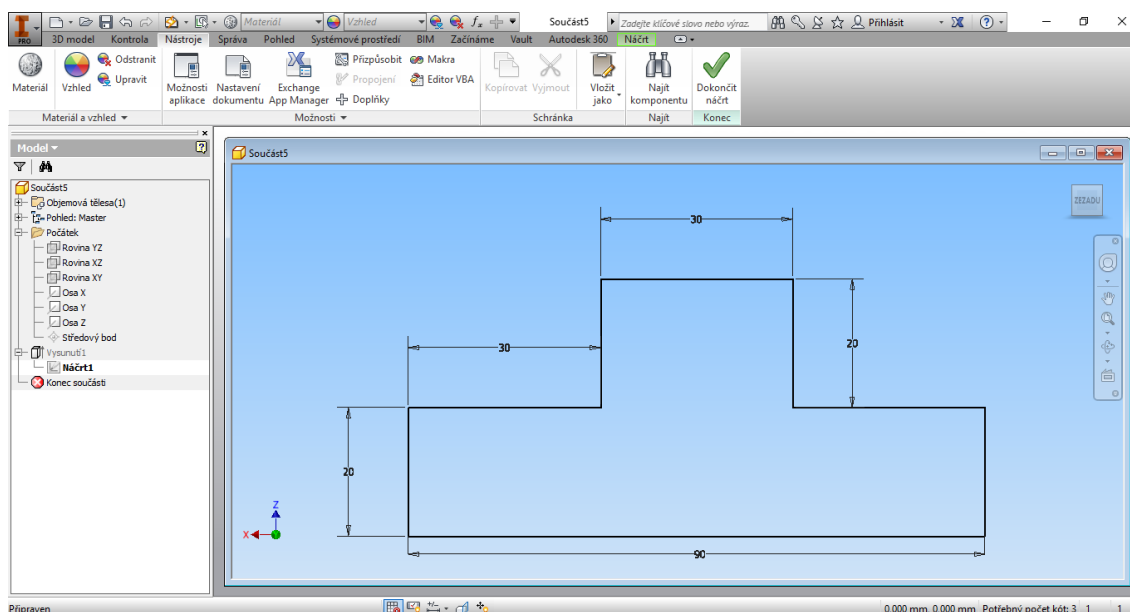 PRO
Materiál Vzhled Součást5 Zadejte klíčové slovo nebo výraz. Přihlásit
3D model Kontrola Nástroje Správa Pohled Systémové prostředí BIM Začínáme Vault Autodesk 360 Náčrt
Materiál
Vzhled
Odstranit
Upravit
Možnosti aplikace
Nastavení dokumentu
Exchange App Manager
Přizpůsobit
Propojení
Doplňky
Makra
Editor VBA
Kopírovat
Vyjmout
Vložit jako
Najít komponentu
Dokončit náčrt
Materiál a vzhled Možnosti Schránka Najít Konec
Model
Součást5
Objemová tělesa(1)
Pohled: Master
Počátek
Rovina YZ
Rovina XZ
Rovina XY
Osa X
Osa Y
Osa Z
Středový bod
Vysunutí1
Náčrt1
Konec součásti
Součást5
ZEZADU
30
30
20
20
90
Z
X
Připraven
0.000 mm, 0.000 mm Potřebný počet kót: 3 1 1